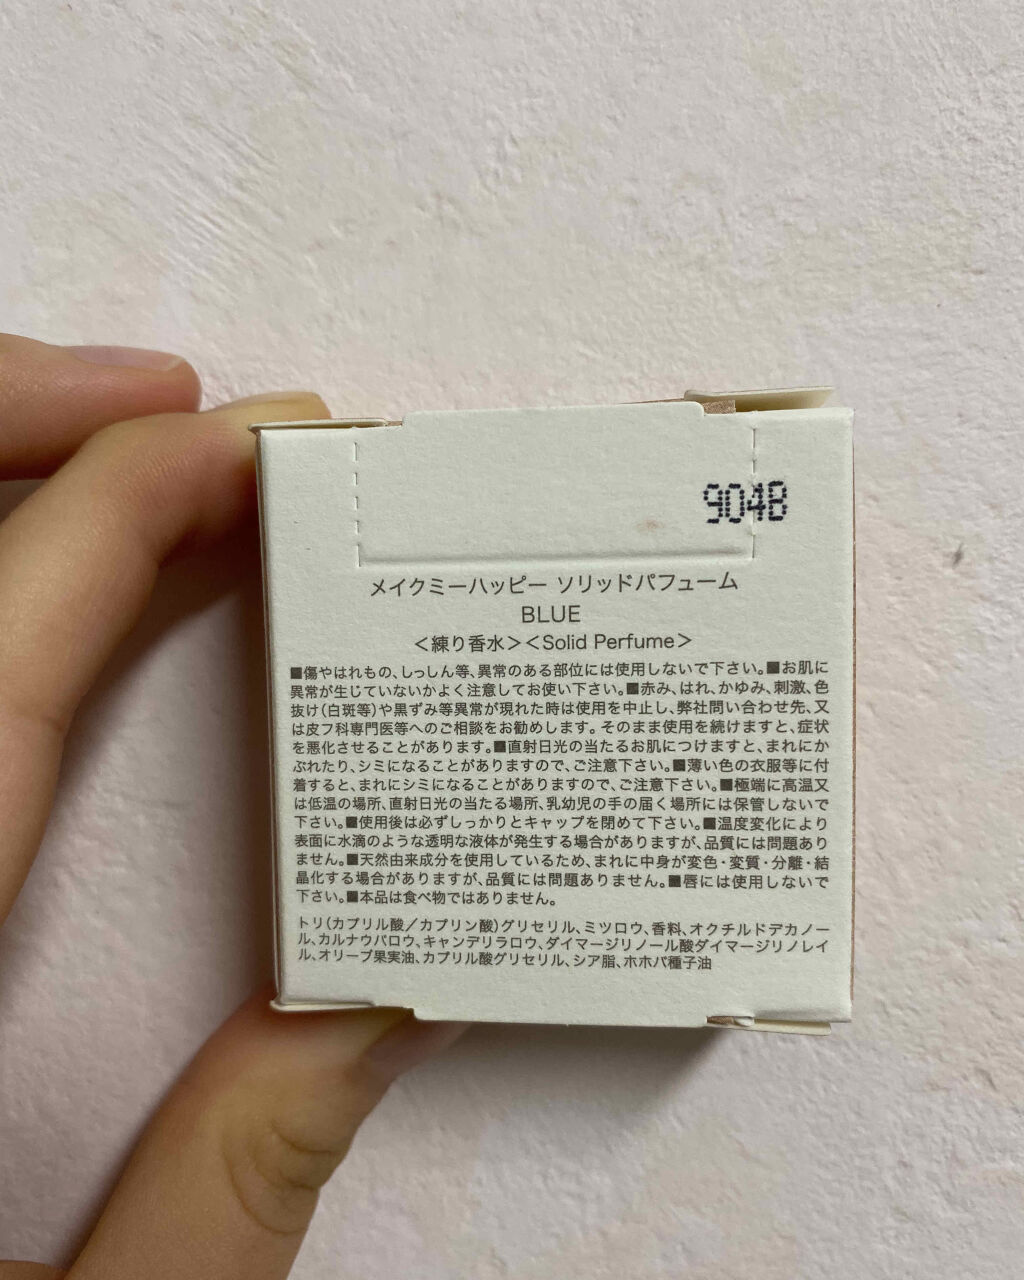 9048
メイクミーハッピー ソリッドパフューム
BLUE
＜練り香水＞＜Solid Perfume＞
■傷やはれもの、しっしん等、異常のある部位には使用しないで下さい。■お肌に
異常が生じていないかよく注意してお使い下さい。■赤み、はれ、かゆみ、刺激、色
抜け（白斑等）や黒ずみ等異常が現れた時は使用を中止し、弊社問い合わせ先、又
は皮フ科専門医等へのご相談をお勧めします。そのまま使用を続けますと、症状
を悪化させることがあります。■直射日光の当たるお肌につけますと、まれにか
ぶれたり、シミになることがありますので、ご注意下さい。■薄い色の衣服等に付
着すると、まれにシミになることがありますので、ご注意下さい。■極端に高温又
は低温の場所、直射日光の当たる場所、乳幼児の手の届く場所には保管しないで
下さい。■使用後は必ずしっかりとキャップを閉めて下さい。■温度変化により
表面に水滴のような透明な液体が発生する場合がありますが、品質には問題あり
ません。■天然由来成分を使用しているため、まれに中身が変色・変質・分離・結
晶化する場合がありますが、品質には問題ありません。■唇には使用しないで
下さい。■本品は食べ物ではありません。
トリ（カプリル酸／カプリン酸）グリセリル、ミツロウ、香料、オクチルドデカノー
ル、カルナウバロウ、キャンデリラロウ、ダイマージリノール酸ダイマージリノレイ
ル、オリーブ果実油、カプリル酸グリセリル、シア脂、ホホバ種子油